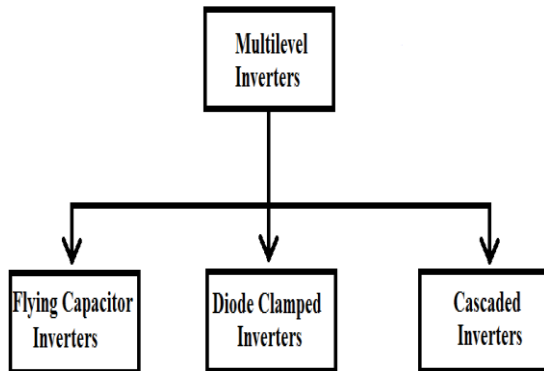 Multilevel
Inverters
Flying Capacitor
Inverters
Diode Clamped
Inverters
Cascaded
Inverters